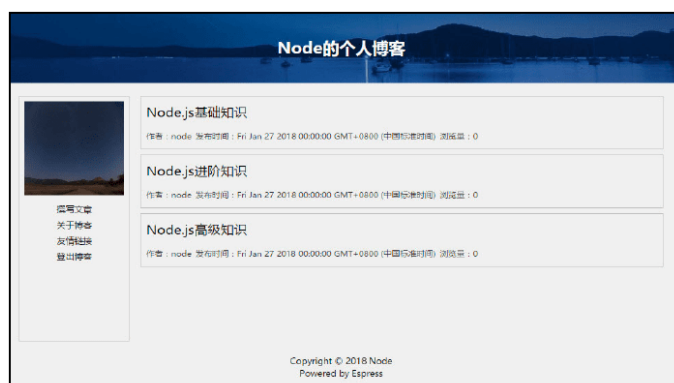 Node的个人博客
撰写文章
关于博客
友情链接
登出博客
Node.js基础知识
作者：node 发布时间：Fri Jan 27 2018 00:00:00 GMT+0800 (中国标准时间) 浏览量：0
Node.js进阶知识
作者：node 发布时间：Fri Jan 27 2018 00:00:00 GMT+0800 (中国标准时间) 浏览量：0
Node.js高级知识
作者：node 发布时间：Fri Jan 27 2018 00:00:00 GMT+0800 (中国标准时间) 浏览量：0
Copyright © 2018 Node
Powered by Espress